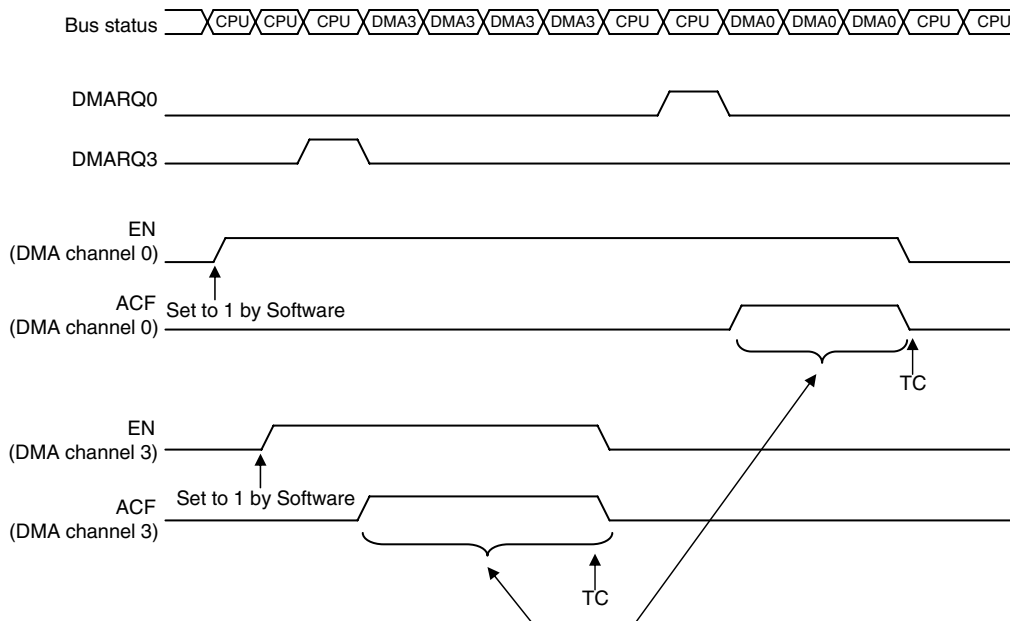 Bus status CPU CPU CPU DMA3 DMA3 DMA3 DMA3 CPU CPU DMA0 DMA0 DMA0 CPU CPU
DMARQ0
DMARQ3
EN
(DMA channel 0)
Set to 1 by Software
ACF
(DMA channel 0)
TC
EN
(DMA channel 3)
Set to 1 by Software
ACF
(DMA channel 3)
TC